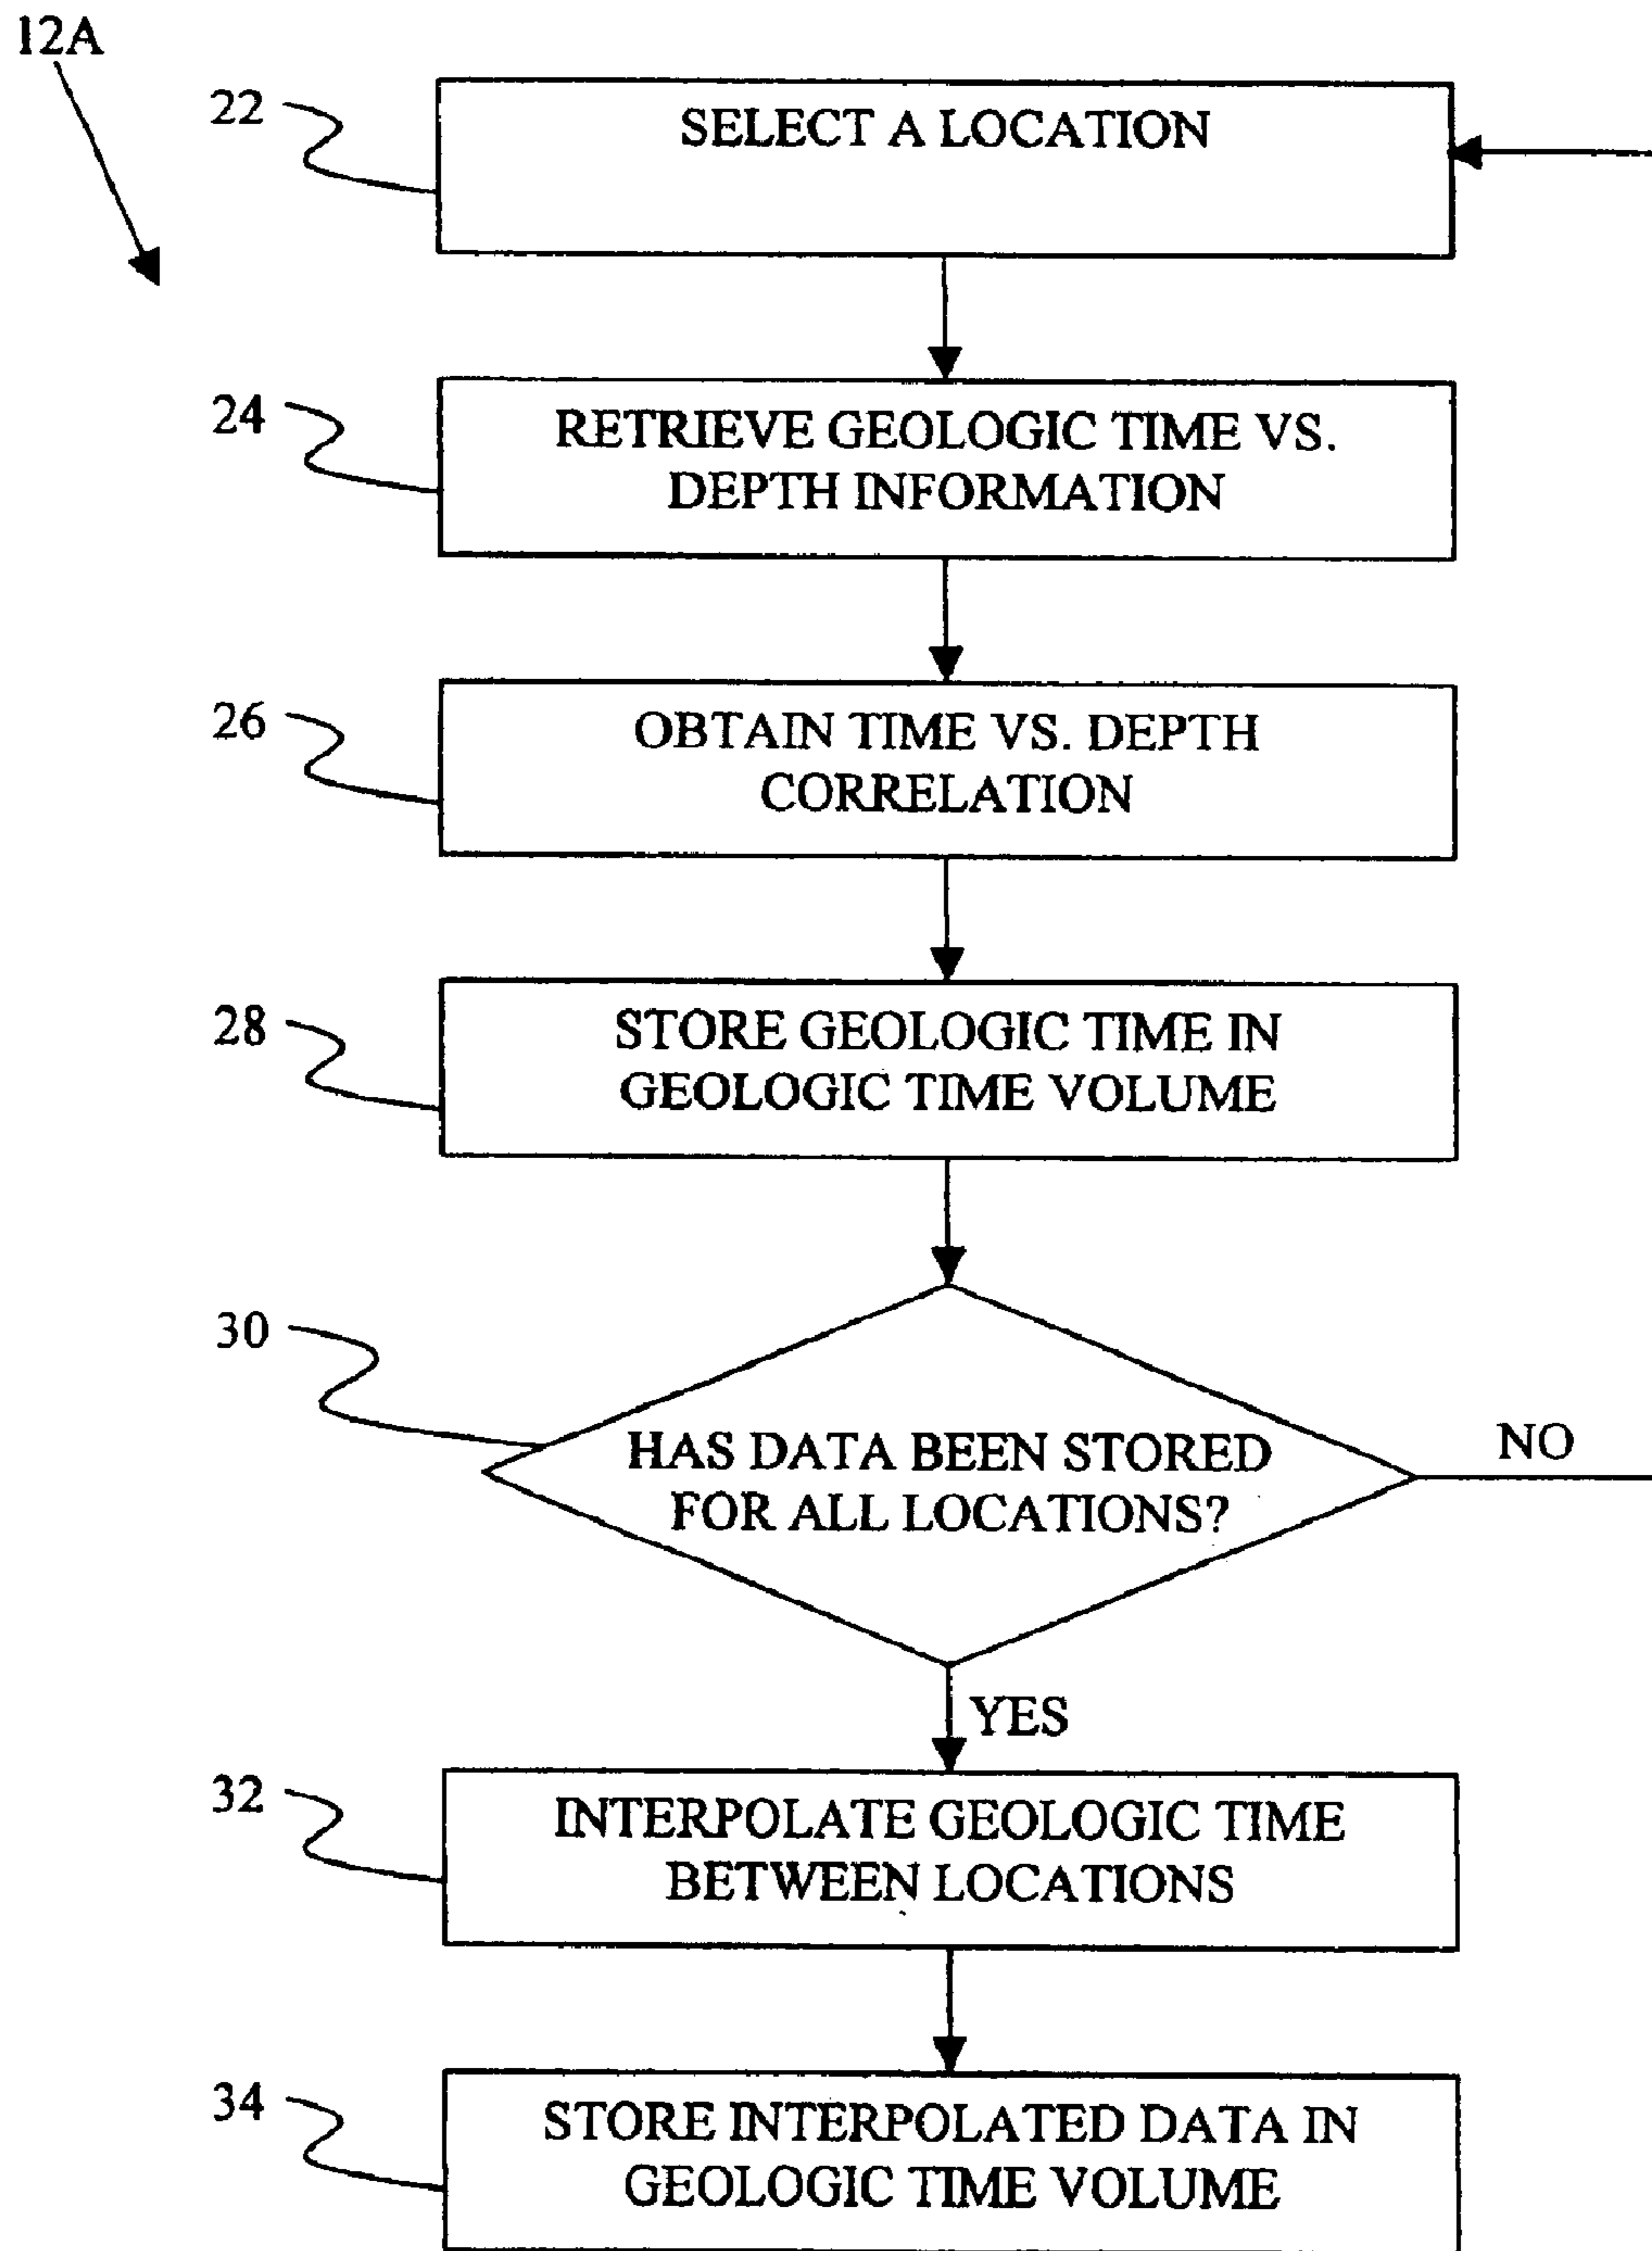 12A
22
SELECT A LOCATION
24
RETRIEVE GEOLOGIC TIME VS.
DEPTH INFORMATION
26
OBTAIN TIME VS. DEPTH
CORRELATION
28
STORE GEOLOGIC TIME IN
GEOLOGIC TIME VOLUME
30
HAS DATA BEEN STORED
FOR ALL LOCATIONS?
NO
YES
32
INTERPOLATE GEOLOGIC TIME
BETWEEN LOCATIONS
34
STORE INTERPOLATED DATA IN
GEOLOGIC TIME VOLUME